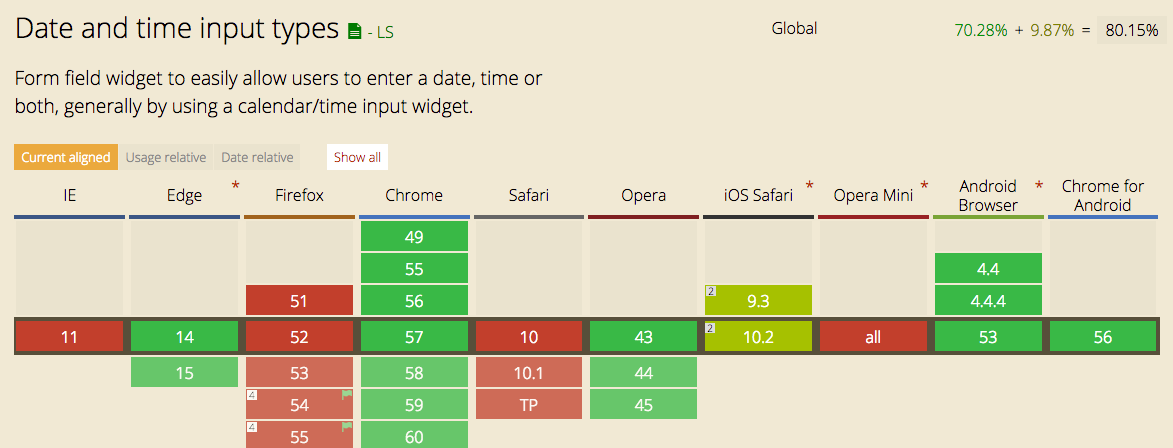 Date and time input types - LS
Global
70.28% + 9.87% = 80.15%
Form field widget to easily allow users to enter a date, time or
both, generally by using a calendar/time input widget.
Current aligned Usage relative Date relative Show all
IE Edge * Firefox Chrome Safari Opera iOS Safari * Opera Mini * Android Browser * Chrome for Android
49
55 4.4
51 56 2 9.3 4.4.4
11 14 52 57 10 43 2 10.2 all 53 56
15 53 58 10.1 44
4 54 59 TP 45
4 55 60